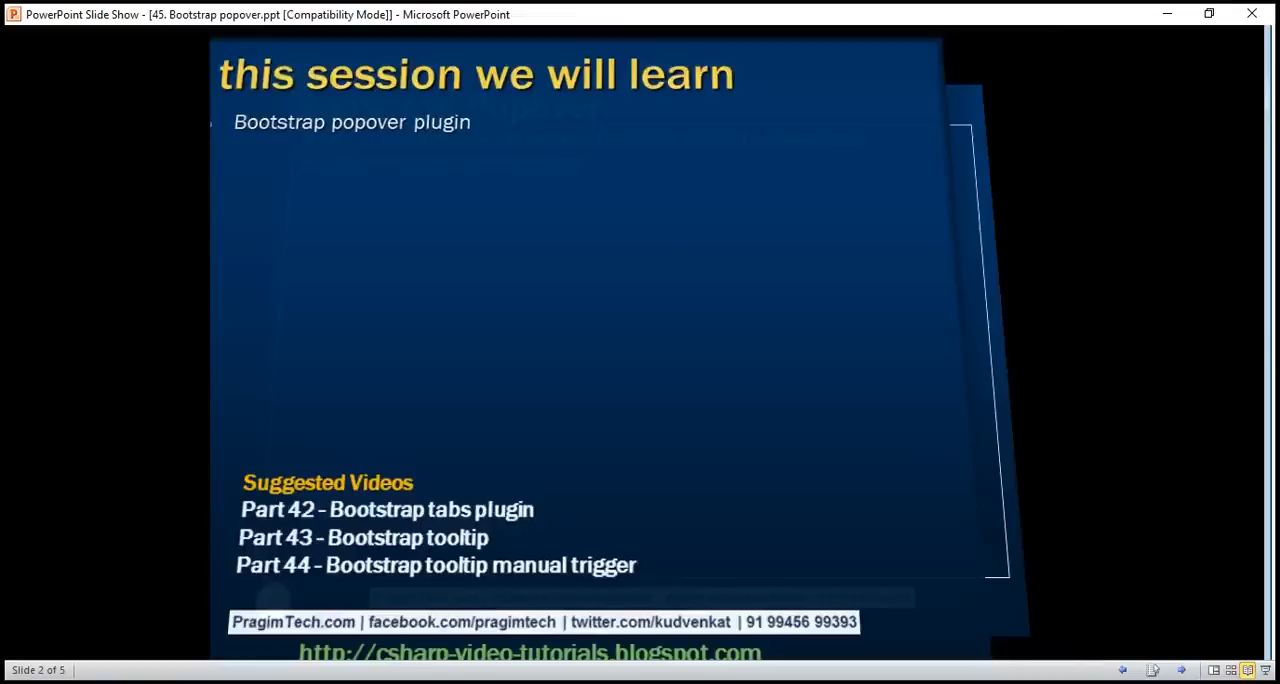 PowerPoint Slide Show - [45. Bootstrap popover.ppt [Compatibility Mode]] - Microsoft PowerPoint
this session we will learn
Bootstrap popover plugin
Suggested Videos
Part 42 - Bootstrap tabs plugin
Part 43 - Bootstrap tooltip
Part 44 - Bootstrap tooltip manual trigger
PragimTech.com | facebook.com/pragimtech | twitter.com/kudvenkat | 91 99456 99393
http://csharp-video-tutorials.blogspot.com
Slide 2 of 5